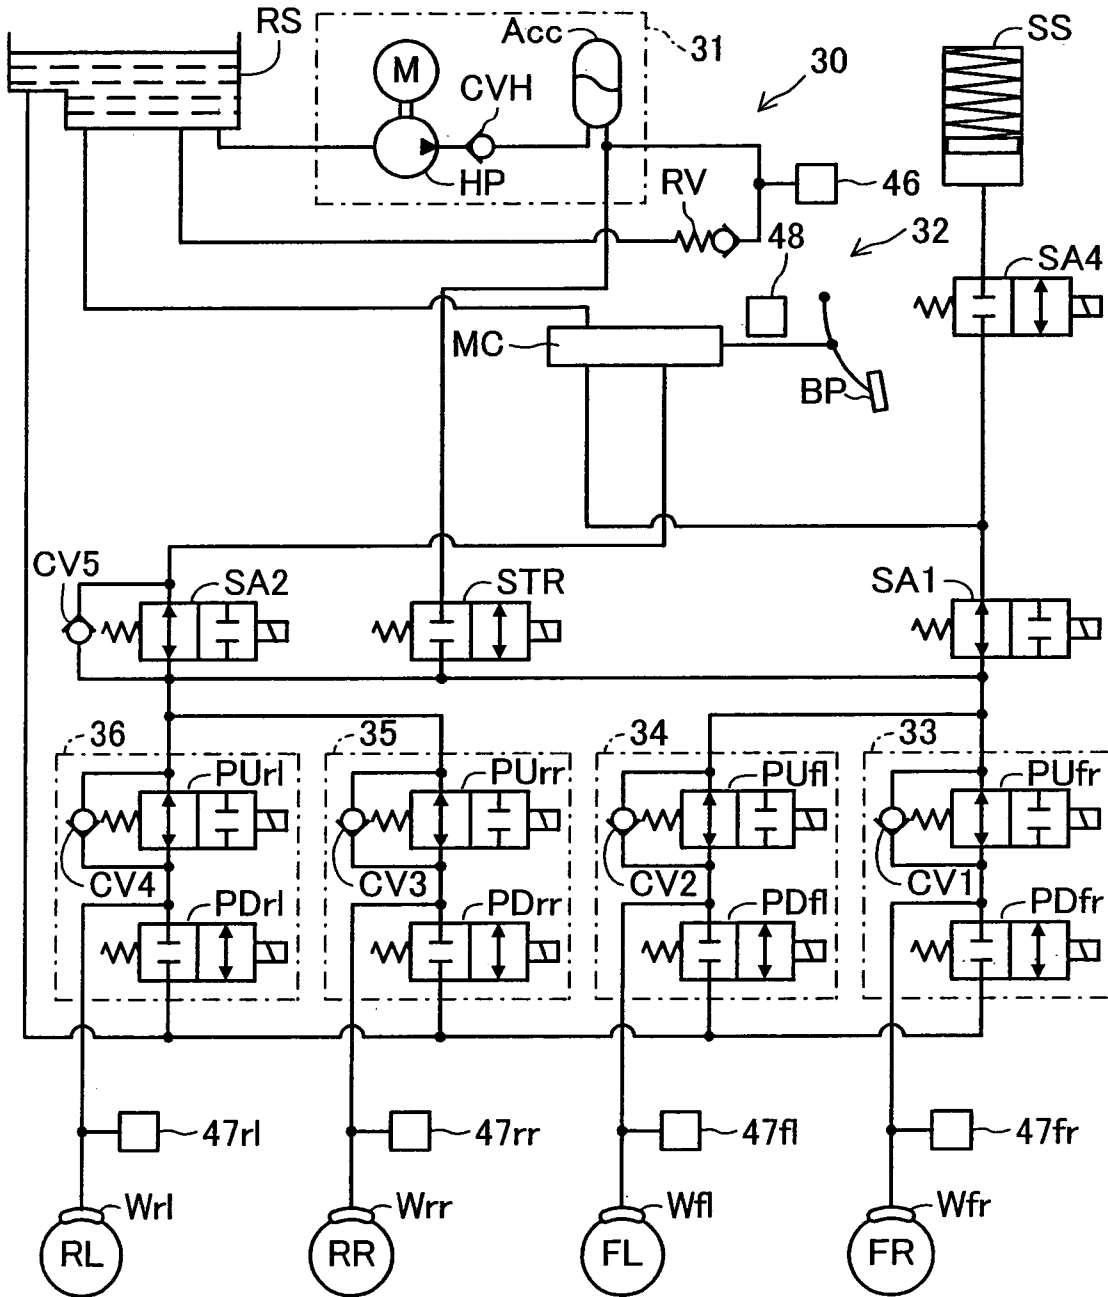 RS
Acc
31
SS
M
CVH
30
HP
RV
46
48
32
SA4
MC
BP
CV5
SA2
STR
SA1
36
35
34
33
PUrl
PUrr
PUfl
PUfr
CV4
CV3
CV2
CV1
PDrl
PDrr
PDfl
PDfr
47rl
47rr
47fl
47fr
Wrl
Wrr
Wfl
Wfr
RL
RR
FL
FR